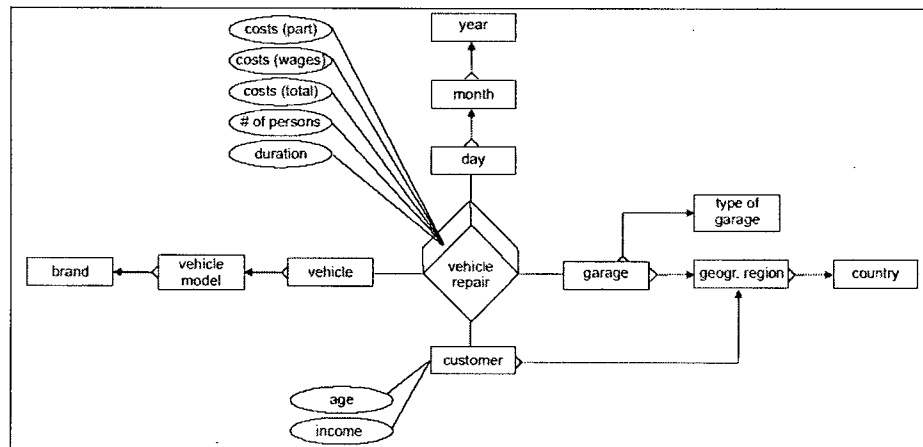 costs (part)
costs (wages)
costs (total)
# of persons
duration
year
month
day
type of
garage
brand
vehicle
model
vehicle
vehicle
repair
garage
geogr. region
country
customer
age
income